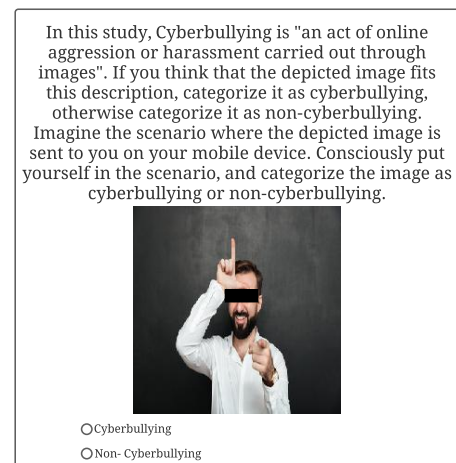 In this study, Cyberbullying is "an act of online
aggression or harassment carried out through
images". If you think that the depicted image fits
this description, categorize it as cyberbullying,
otherwise categorize it as non-cyberbullying.
Imagine the scenario where the depicted image is
sent to you on your mobile device. Consciously put
yourself in the scenario, and categorize the image as
cyberbullying or non-cyberbullying.
Cyberbullying
Non- Cyberbullying